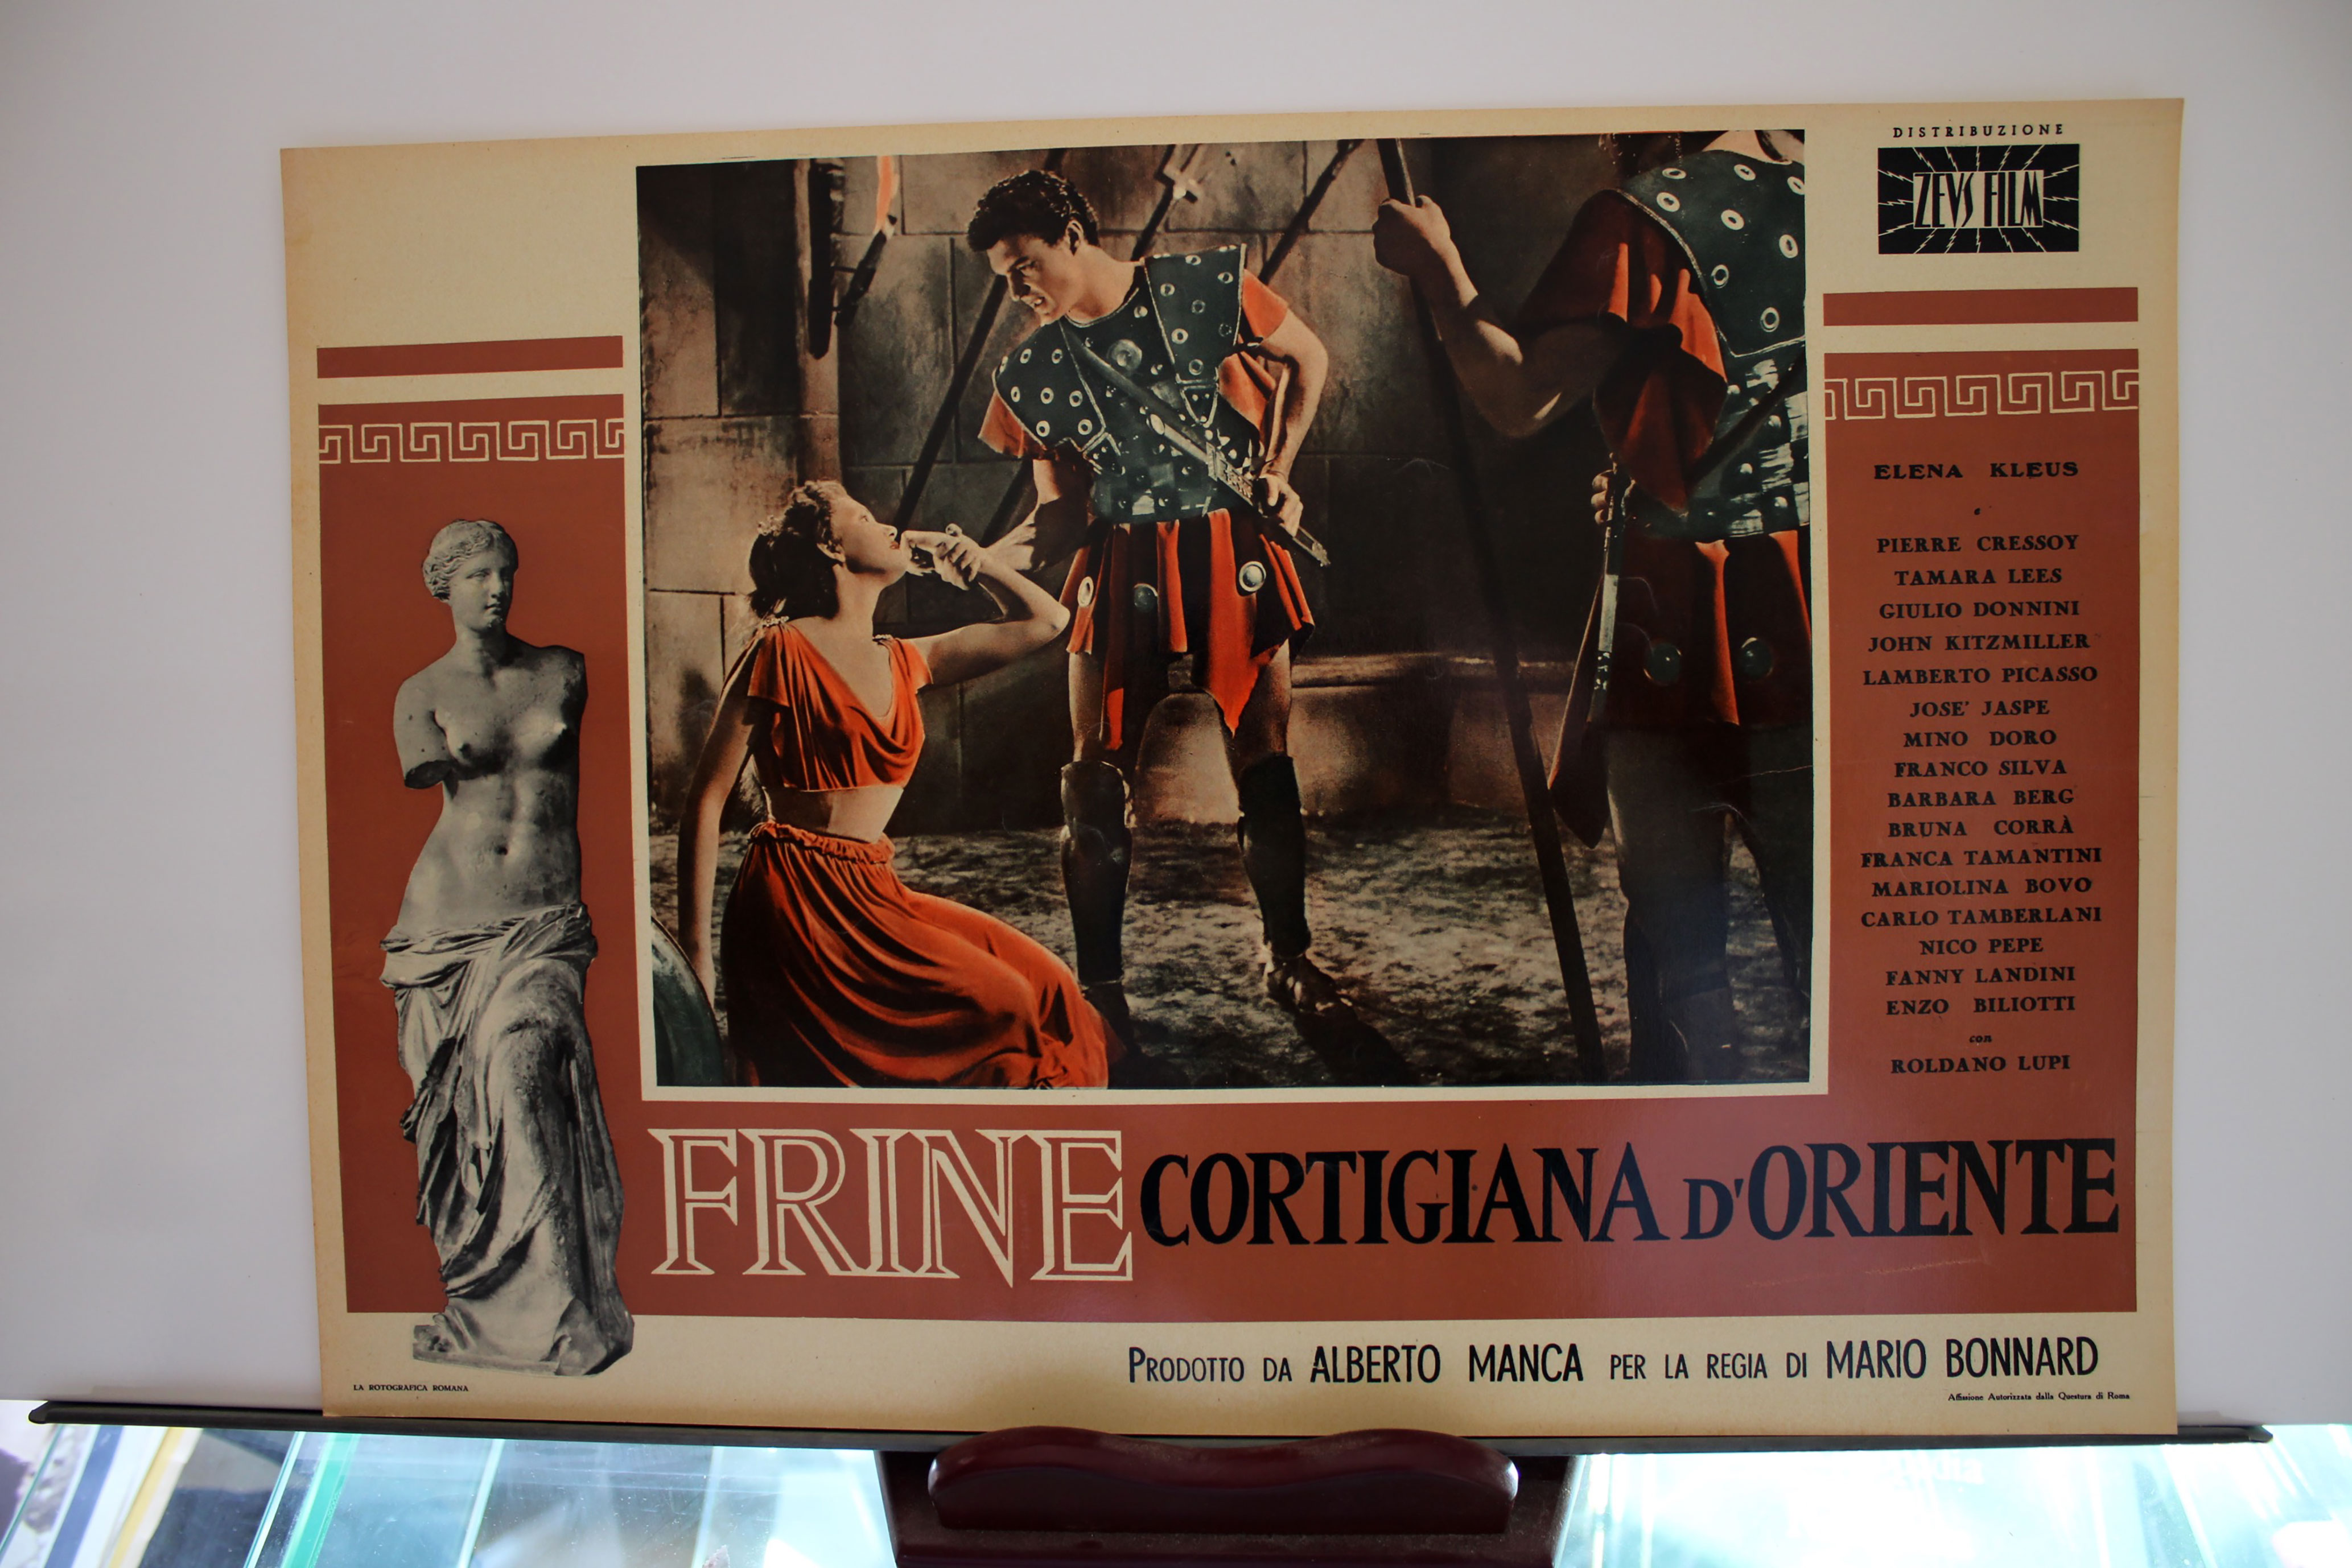 DISTRIBUZIONE
ZEVS FILM
ELENA KLEUS
e
PIERRE CRESSOY
TAMARA LEES
GIULIO DONNINI
JOHN KITZMILLER
LAMBERTO PICASSO
JOSE' JASPE
MINO DORO
FRANCO SILVA
BARBARA BERG
BRUNA CORRÀ
FRANCA TAMANTINI
MARIOLINA BOVO
CARLO TAMBERLANI
NICO PEPE
FANNY LANDINI
ENZO BILIOTTI
con
ROLDANO LUPI
FRINE CORTIGIANA D'ORIENTE
PRODOTTO DA ALBERTO MANCA PER LA REGIA DI MARIO BONNARD
LA ROTOGRAFICA ROMANA
Affissione Autorizzata dalla Questura di Roma